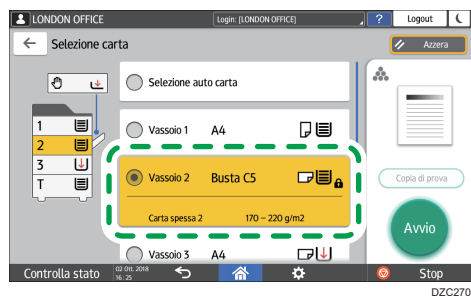 LONDON OFFICE
Login: [LONDON OFFICE]
?
Logout
Selezione carta
Azzera
Selezione auto carta
1
2
3
T
Vassoio 1 A4
Vassoio 2 Busta C5
Carta spessa 2 170 – 220 g/m2
Vassoio 3 A4
Copia di prova
Avvio
Controlla stato
02 Ott. 2018
16: 25
Stop
DZC270